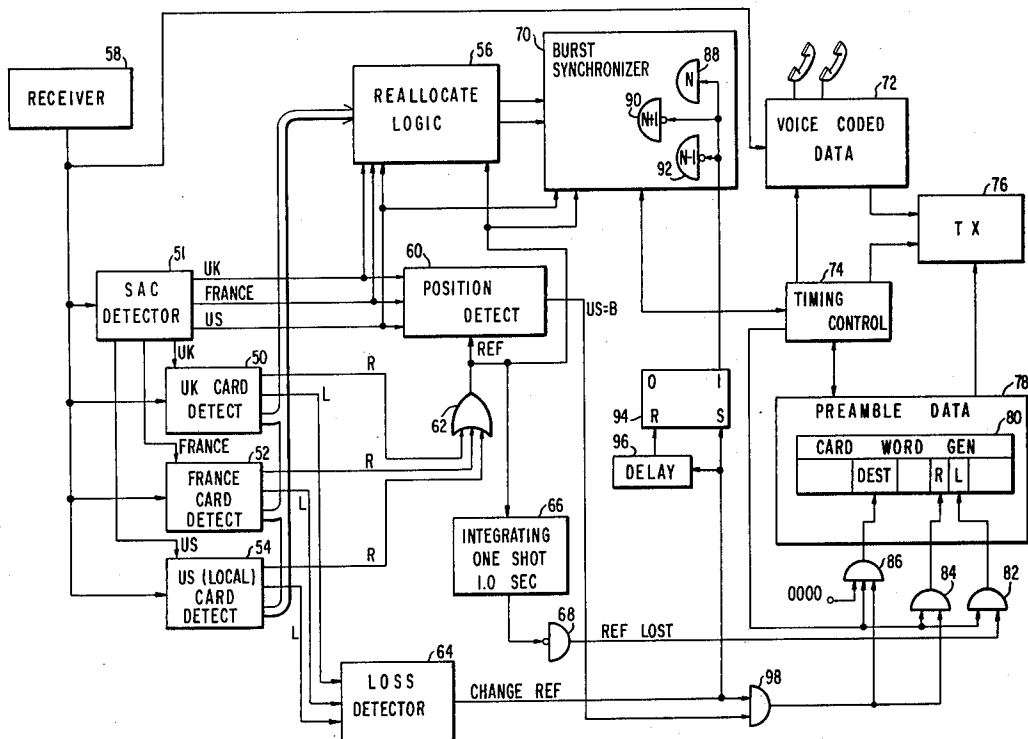 58
RECEIVER
56
REALLOCATE
LOGIC
70
BURST
SYNCHRONIZER
N
88
90
N+1
92
N-1
72
VOICE CODED
DATA
76
TX
51
SAC
DETECTOR
UK
FRANCE
US
60
POSITION
DETECT
US=B
REF
74
TIMING
CONTROL
UK
50
UK CARD
DETECT
R
L
62
FRANCE
52
FRANCE
CARD
DETECT
R
L
US
54
US (LOCAL)
CARD
DETECT
R
L
0 1
94
R S
96
DELAY
78
PREAMBLE DATA
80
CARD WORD GEN
DEST
R
L
66
INTEGRATING
ONE SHOT
1.0 SEC
86
84
82
0000
68
REF LOST
64
LOSS
DETECTOR
CHANGE REF
98